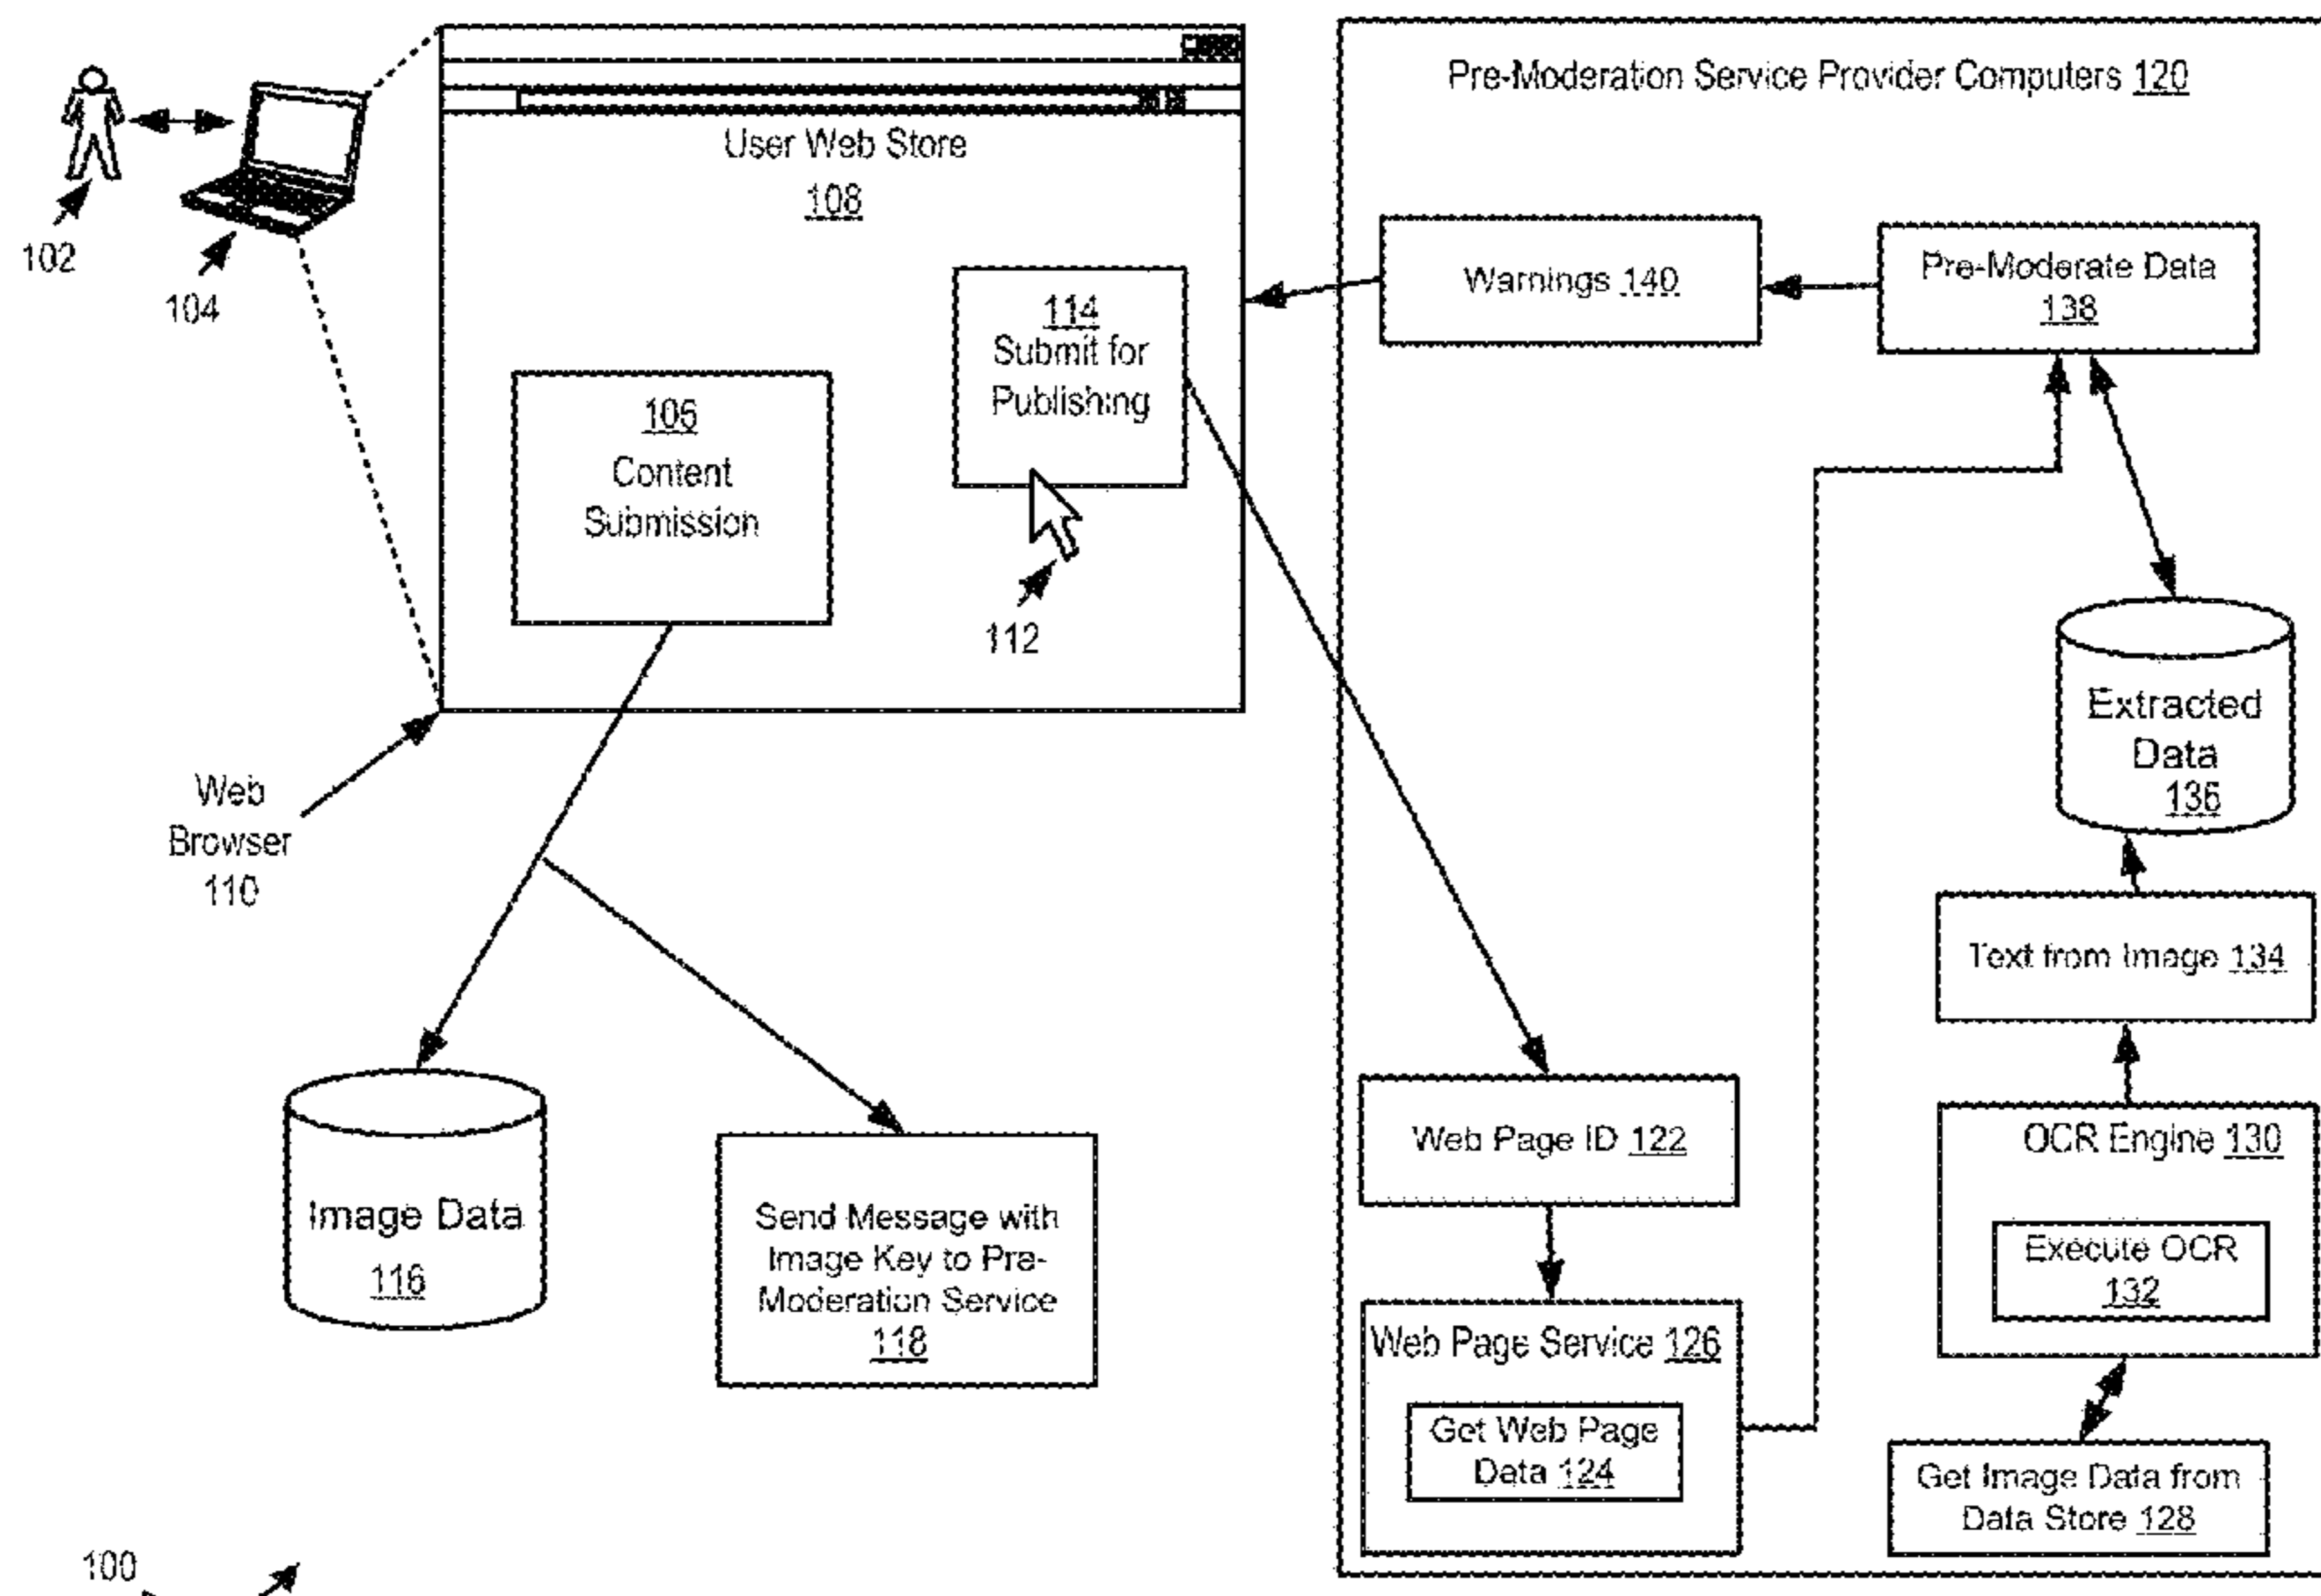 102
104
User Web Store
108
106
Content
Submission
114
Submit for
Publishing
112
Web
Browser
110
Image Data
116
Send Message with
Image Key to Pre-
Moderation Service
118
100
Pre-Moderation Service Provider Computers 120
Warnings 140
Pre-Moderate Data
138
Extracted
Data
136
Text from Image 134
OCR Engine 130
Execute OCR
132
Get Image Data from
Data Store 128
Web Page ID 122
Web Page Service 126
Get Web Page
Data 124